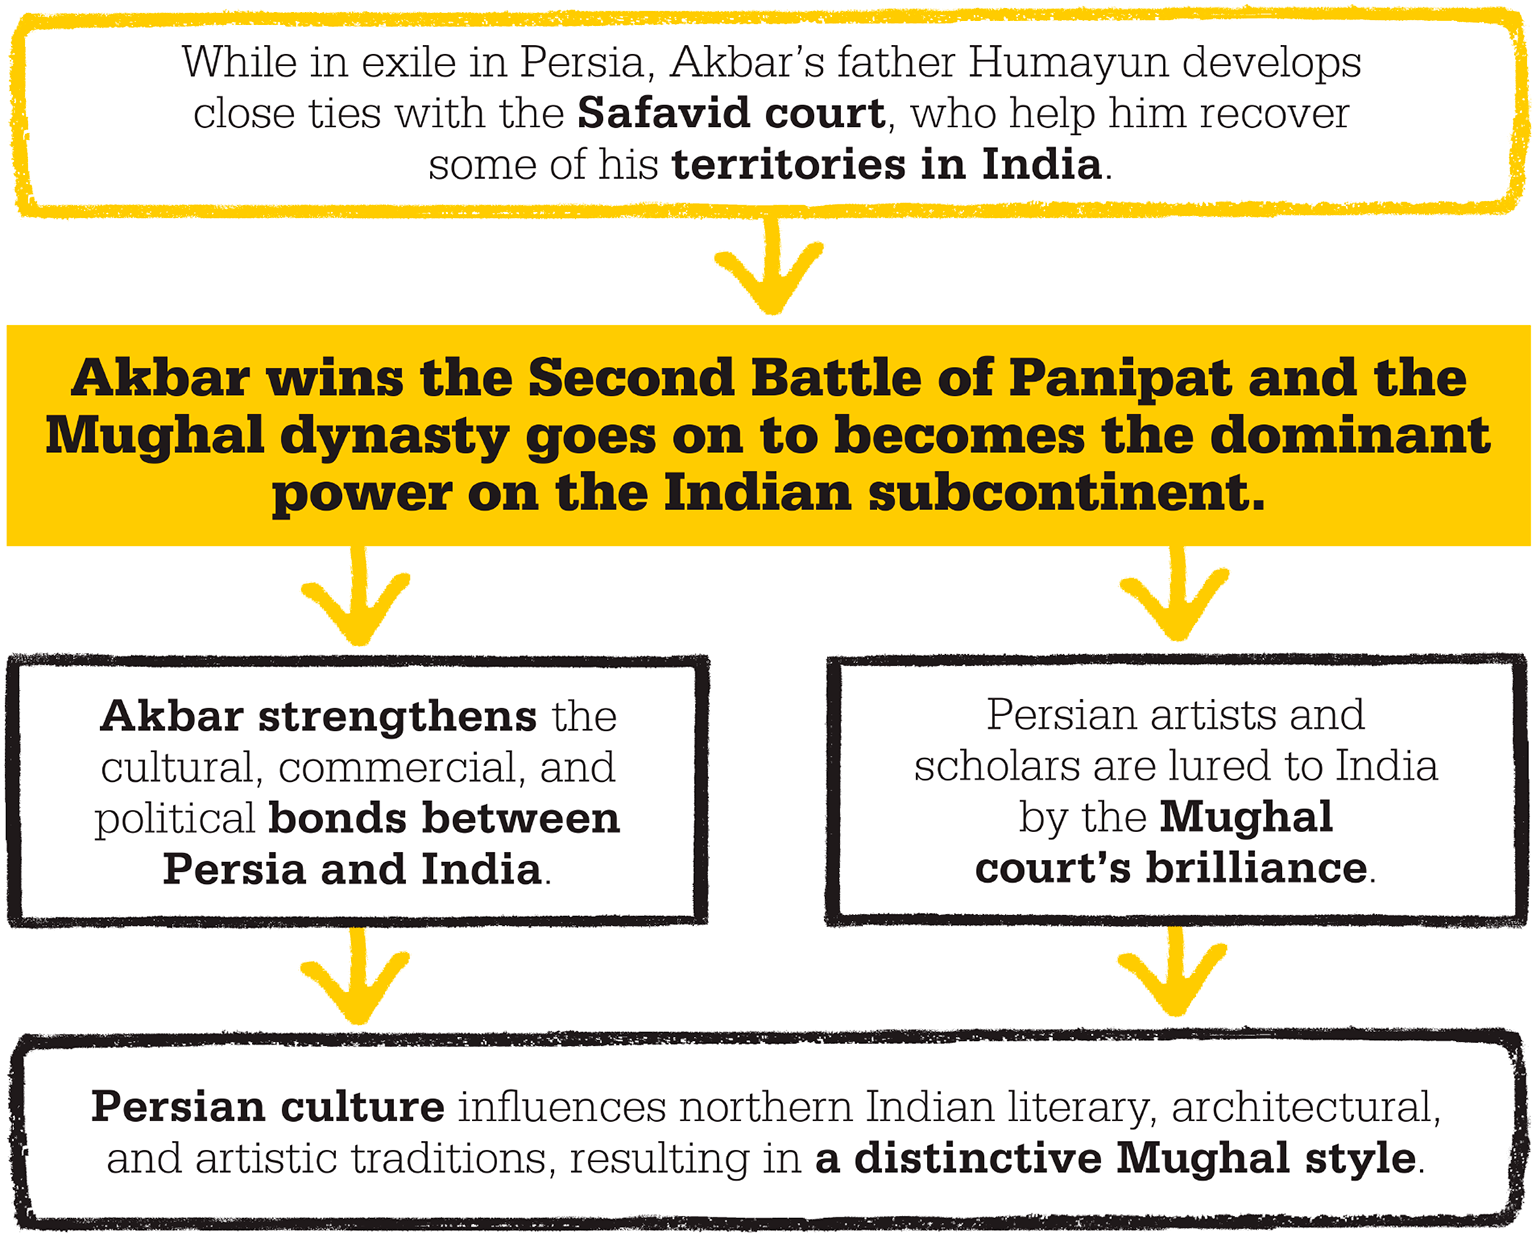 While in exile in Persia, Akbar’s father Humayun develops
close ties with the Safavid court, who help him recover
some of his territories in India.
Akbar wins the Second Battle of Panipat and the
Mughal dynasty goes on to becomes the dominant
power on the Indian subcontinent.
Akbar strengthens the
cultural, commercial, and
political bonds between
Persia and India.
Persian artists and
scholars are lured to India
by the Mughal
court’s brilliance.
Persian culture influences northern Indian literary, architectural,
and artistic traditions, resulting in a distinctive Mughal style.